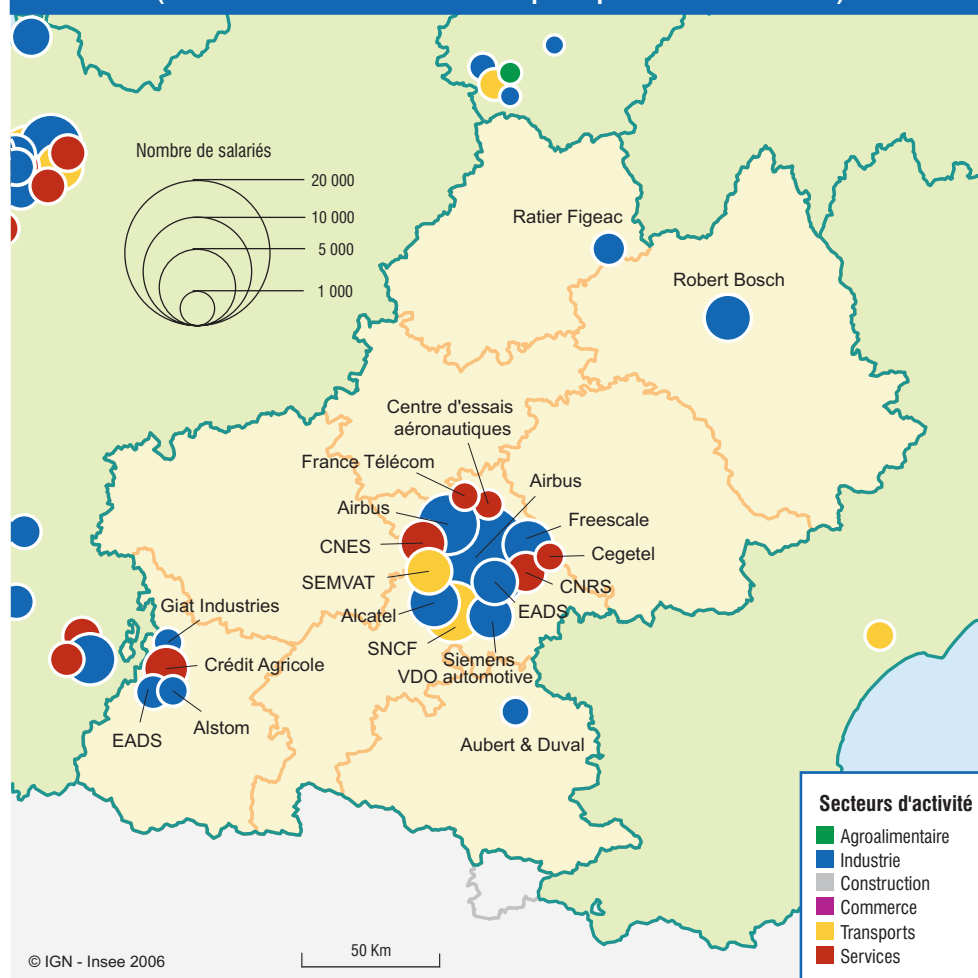 Nombre de salariés
20 000
10 000
5 000
1 000
Ratier Figeac
Robert Bosch
Centre d'essais
aéronautiques
France Télécom
Airbus
Airbus
Freescale
CNES
Cegetel
SEMVAT
CNRS
Alcatel
EADS
SNCF
Siemens
VDO automotive
Giat Industries
Crédit Agricole
Alstom
EADS
Aubert & Duval
Secteurs d'activité
Agroalimentaire
Industrie
Construction
Commerce
Transports
Services
50 Km
© IGN - Insee 2006